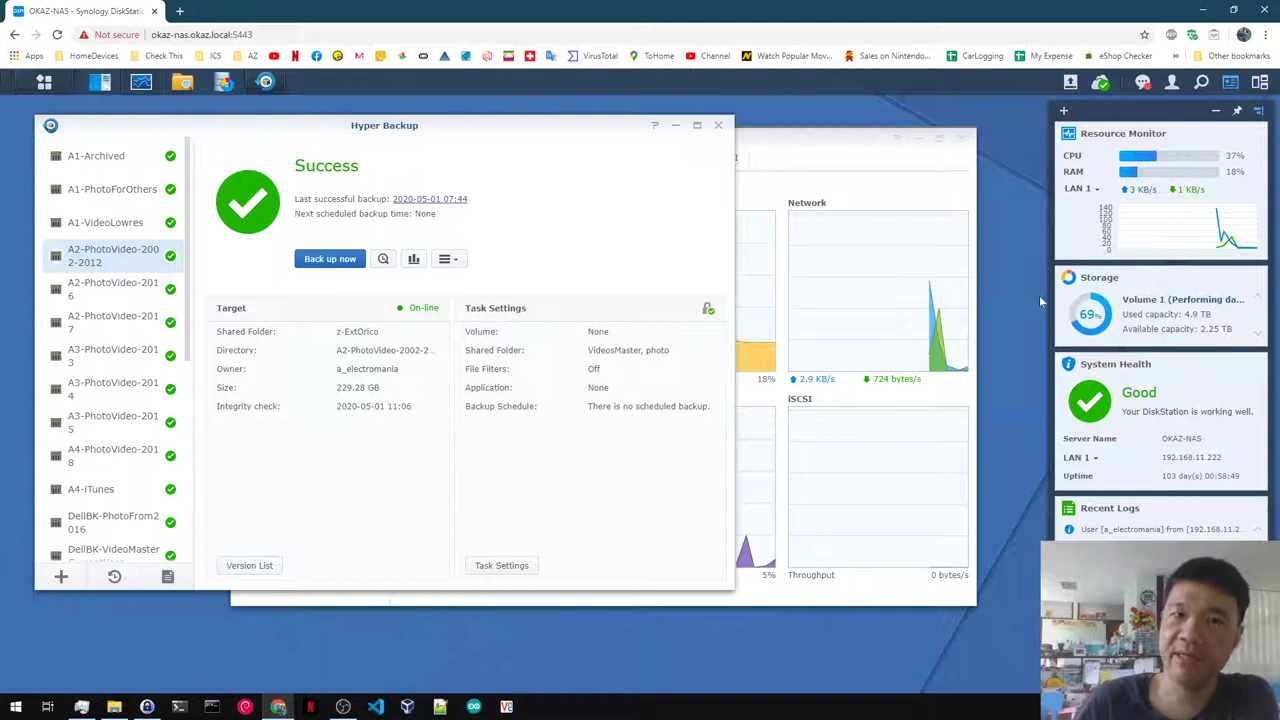 OKAZ-NAS - Synology DiskStatio
Not secure
okaz-nas.okaz.local:5443
Apps
HomeDevices
Check This
ICS
AZ
VirusTotal
ToHome
Channel
Watch Popular Mov...
Sales on Nintendo...
CarLogging
My Expense
eShop Checker
Other bookmarks
Hyper Backup
A1-Archived
A1-PhotoForOthers
A1-VideoLowres
A2-PhotoVideo-200
2-2012
A2-PhotoVideo-201
6
A2-PhotoVideo-201
7
A3-PhotoVideo-201
3
A3-PhotoVideo-201
4
A3-PhotoVideo-201
5
A4-PhotoVideo-201
8
A4-iTunes
DellBK-PhotoFrom2
016
DellBK-VideoMaster
Success
Last successful backup: 2020-05-01 07:44
Next scheduled backup time: None
Back up now
Target
On-line
Shared Folder: z-ExtOrico
Directory: A2-PhotoVideo-2002-2...
Owner: a_electromania
Size: 229.28 GB
Integrity check: 2020-05-01 11:06
Version List
Task Settings
Volume: None
Shared Folder: VideosMaster, photo
File Filters: Off
Application: None
Backup Schedule: There is no scheduled backup.
Task Settings
18%
5%
Network
2.9 KB/s
724 bytes/s
iSCSI
Throughput
0 bytes/s
Resource Monitor
CPU
37%
RAM
18%
LAN 1
3 KB/s
1 KB/s
140
120
100
80
60
40
20
0
Storage
69%
Volume 1 (Performing da...
Used capacity: 4.9 TB
Available capacity: 2.25 TB
System Health
Good
Your DiskStation is working well.
Server Name OKAZ-NAS
LAN 1 192.168.11.222
Uptime 103 day(s) 00:58:49
Recent Logs
User [a_electromania] from [192.168.11.2...